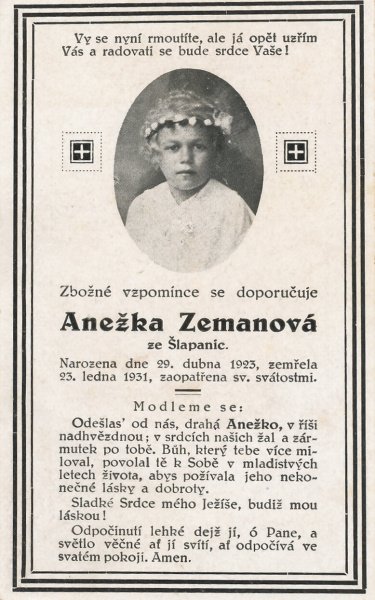 Vy se nyní rmoutíte, ale já opět uzřím
Vás a radovati se bude srdce Vaše!
Zbožné vzpomínce se doporučuje
Anežka Zemanová
ze Šlapanic.
Narozena dne 29. dubna 1923, zemřela
23. ledna 1931, zaopatřena sv. svátostmi.
Modleme se:
Odešlas' od nás, drahá Anežko, v říši
nadhvězdnou; v srdcích našich žal a zár-
mutek po tobě. Bůh, který tebe více mi-
loval, povolal tě k Sobě v mladistvých
letech života, abys požívala jeho neko-
nečné lásky a dobroty.
Sladké Srdce mého Ježíše, budiž mou
láskou!
Odpočinutí lehké dejž jí, ó Pane, a
světlo věčné ať jí svítí, ať odpočívá ve
svatém pokoji. Amen.